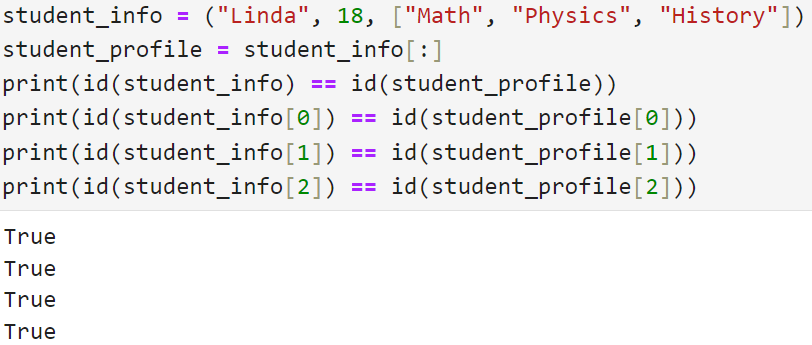 student_info = ("Linda", 18, ["Math", "Physics", "History"])
student_profile = student_info[:]
print(id(student_info) == id(student_profile))
print(id(student_info[0]) == id(student_profile[0]))
print(id(student_info[1]) == id(student_profile[1]))
print(id(student_info[2]) == id(student_profile[2]))
True
True
True
True